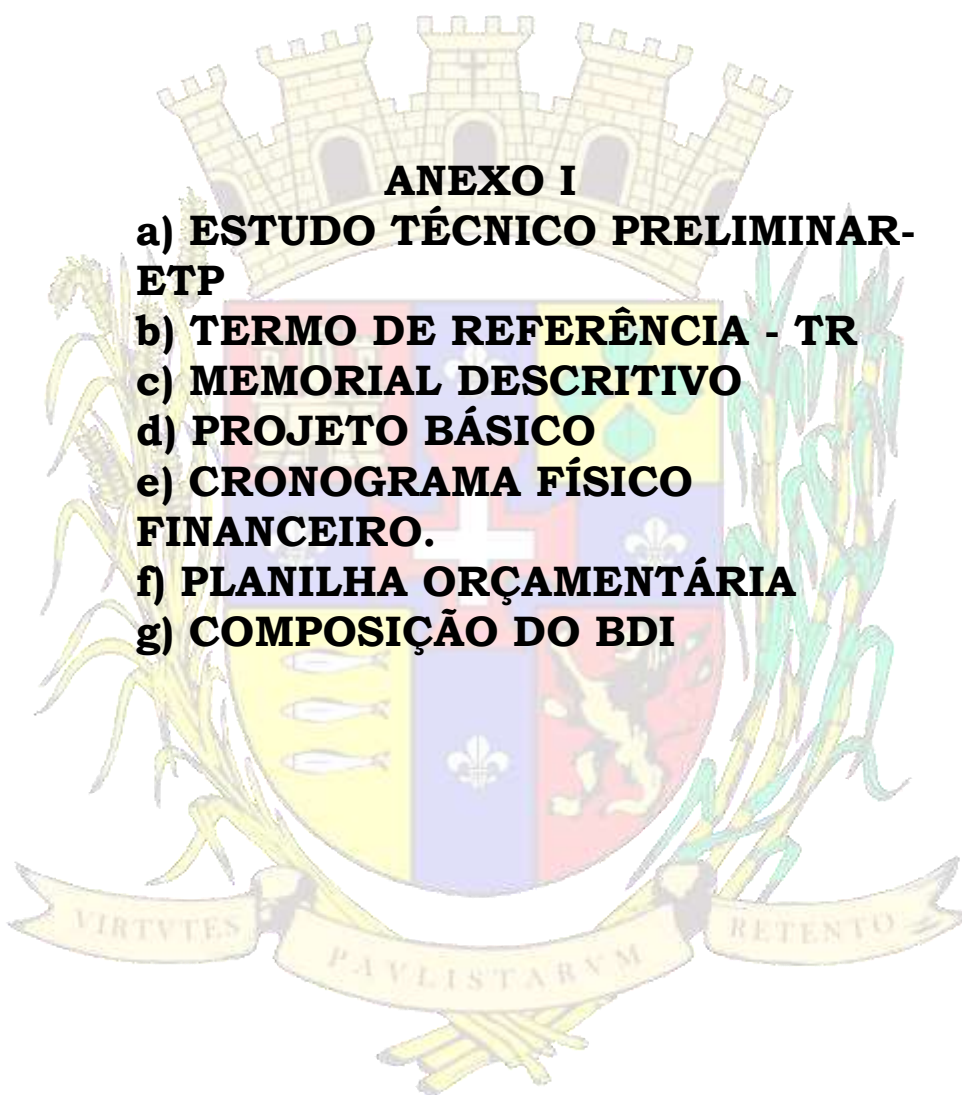 ANEXO I
a) ESTUDO TÉCNICO PRELIMINAR-
ETP
b) TERMO DE REFERÊNCIA - TR
c) MEMORIAL DESCRITIVO
d) PROJETO BÁSICO
e) CRONOGRAMA FÍSICO
FINANCEIRO.
f) PLANILHA ORÇAMENTÁRIA
g) COMPOSIÇÃO DO BDI
VIRTVTES PAVLISTARVM RETENTO